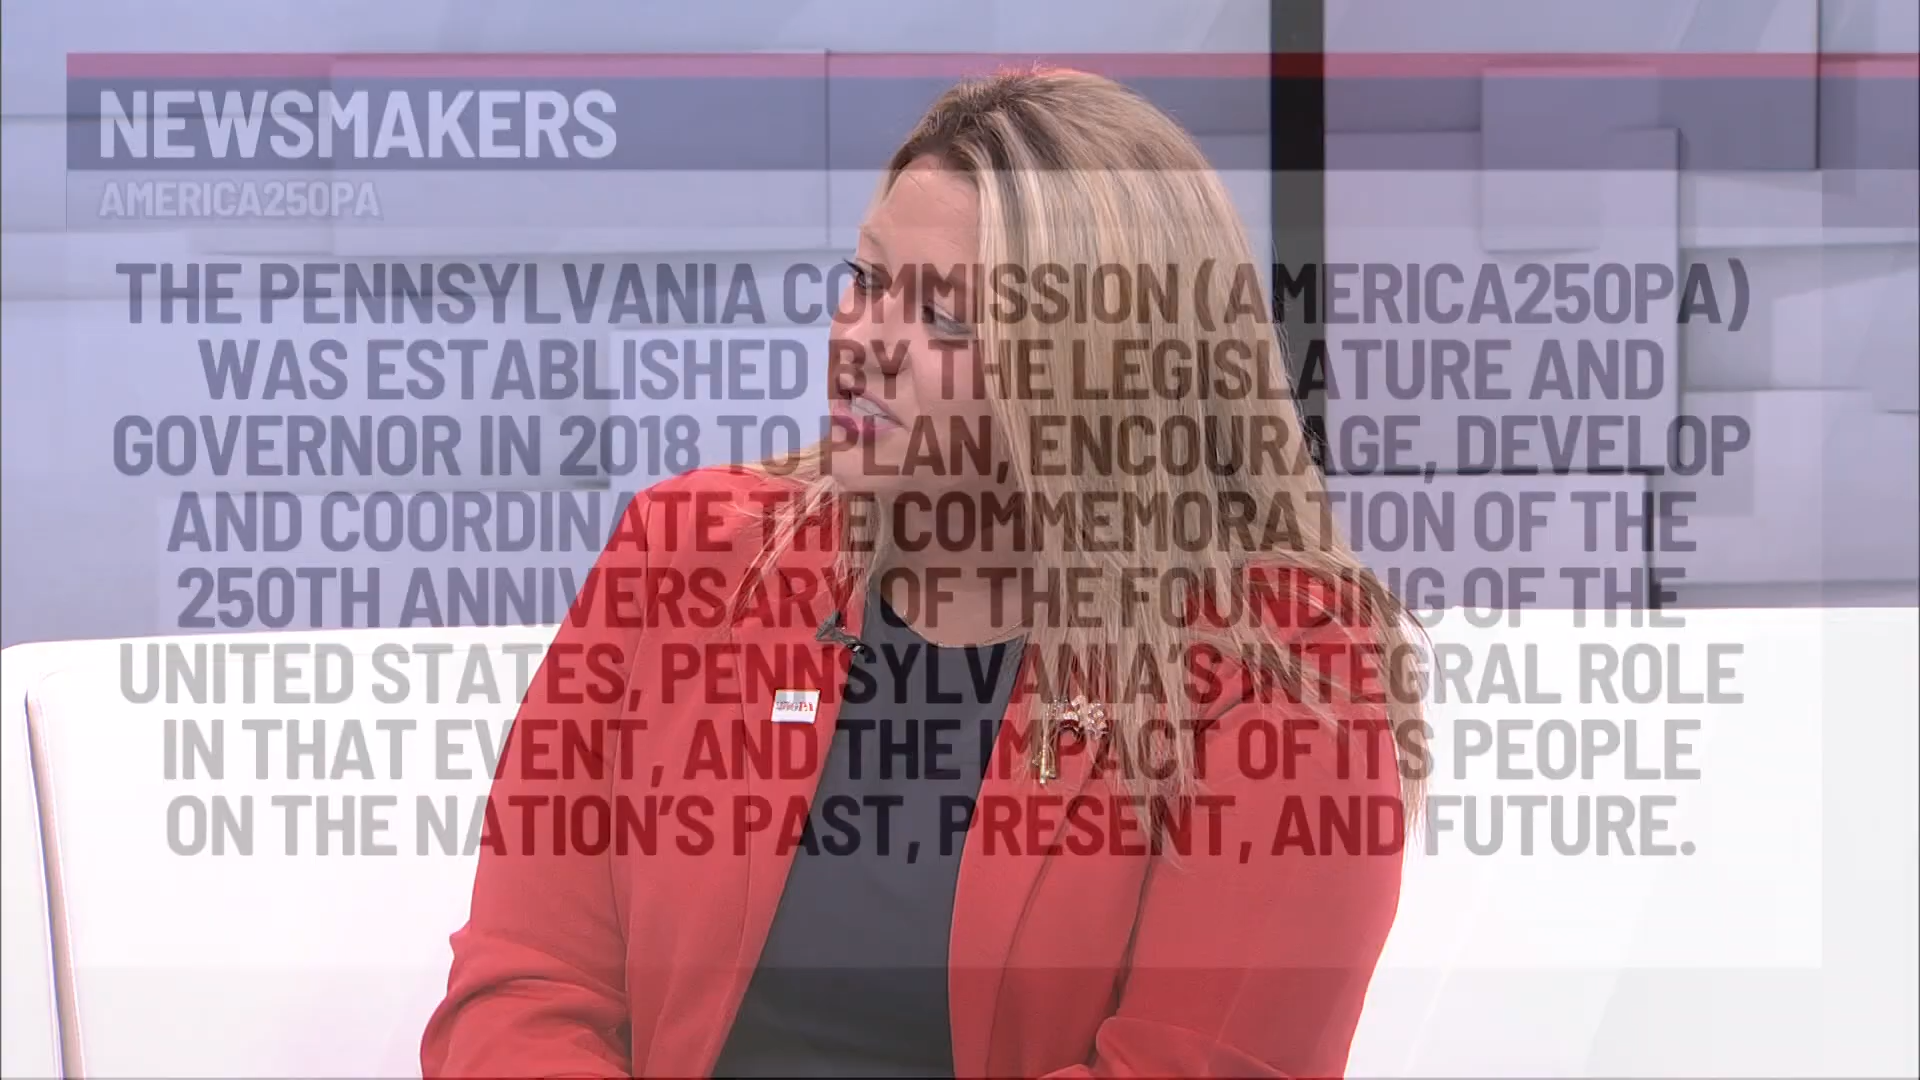 NEWSMAKERS
AMERICA250PA
THE PENNSYLVANIA COMMISSION (AMERICA250PA)
WAS ESTABLISHED BY THE LEGISLATURE AND
GOVERNOR IN 2018 TO PLAN, ENCOURAGE, DEVELOP
AND COORDINATE THE COMMEMORATION OF THE
250TH ANNIVERSARY OF THE FOUNDING OF THE
UNITED STATES, PENNSYLVANIA'S INTEGRAL ROLE
IN THAT EVENT, AND THE IMPACT OF ITS PEOPLE
ON THE NATION'S PAST, PRESENT, AND FUTURE.